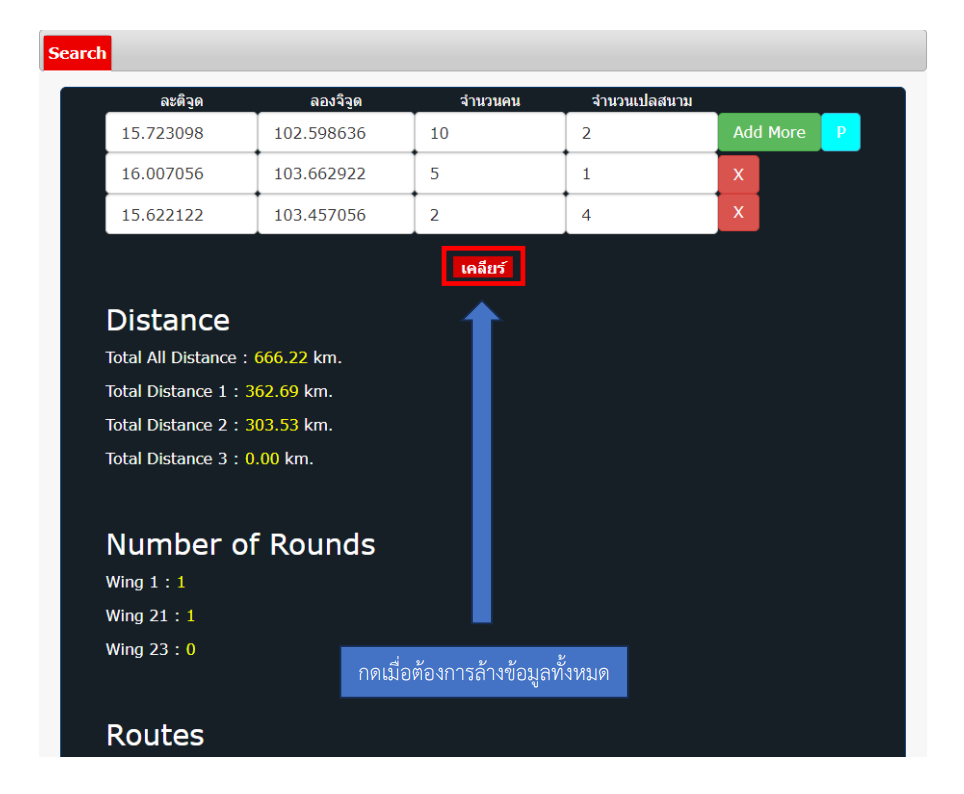 Search
ละติจูด ลองจิจูด จำนวนคน จำนวนเปลสนาม
15.723098 102.598636 10 2 Add More P
16.007056 103.662922 5 1 X
15.622122 103.457056 2 4 X
เคลียร์
Distance
Total All Distance : 666.22 km.
Total Distance 1 : 362.69 km.
Total Distance 2 : 303.53 km.
Total Distance 3 : 0.00 km.
Number of Rounds
Wing 1 : 1
Wing 21 : 1
Wing 23 : 0
กดเมื่อต้องการล้างข้อมูลทั้งหมด
Routes